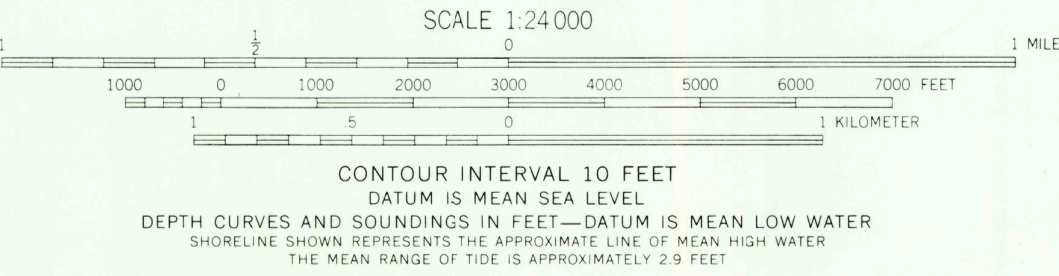 SCALE 1:24 000
1 ½ 0 1 MILE
1000 0 1000 2000 3000 4000 5000 6000 7000 FEET
1 .5 0 1 KILOMETER
CONTOUR INTERVAL 10 FEET
DATUM IS MEAN SEA LEVEL
DEPTH CURVES AND SOUNDINGS IN FEET—DATUM IS MEAN LOW WATER
SHORELINE SHOWN REPRESENTS THE APPROXIMATE LINE OF MEAN HIGH WATER
THE MEAN RANGE OF TIDE IS APPROXIMATELY 2.9 FEET